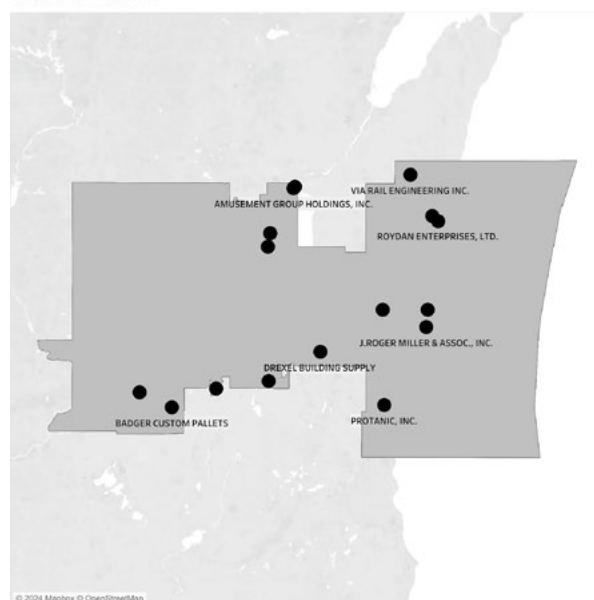 AMUSEMENT GROUP HOLDINGS, INC.
VIA RAIL ENGINEERING INC.
ROYDAN ENTERPRISES, LTD.
J.ROGER MILLER & ASSOC., INC.
DREXEL BUILDING SUPPLY
BADGER CUSTOM PALLETS
PROTANIC, INC.
© 2024 Mapbox © OpenStreetMap